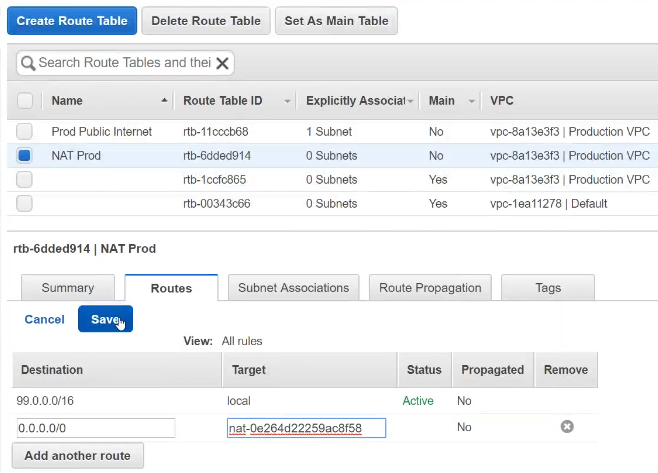 Create Route Table Delete Route Table Set As Main Table
Search Route Tables and thei
Name Route Table ID Explicitly Associat Main VPC
Prod Public Internet rtb-11cccb68 1 Subnet No vpc-8a13e3f3 | Production VPC
NAT Prod rtb-6dded914 0 Subnets No vpc-8a13e3f3 | Production VPC
rtb-1ccfc865 0 Subnets Yes vpc-8a13e3f3 | Production VPC
rtb-00343c66 0 Subnets Yes vpc-1ea11278 | Default
rtb-6dded914 | NAT Prod
Summary Routes Subnet Associations Route Propagation Tags
Cancel Save
View: All rules
Destination Target Status Propagated Remove
99.0.0.0/16 local Active No
0.0.0.0/0 nat-0e264d22259ac8f58 No
Add another route